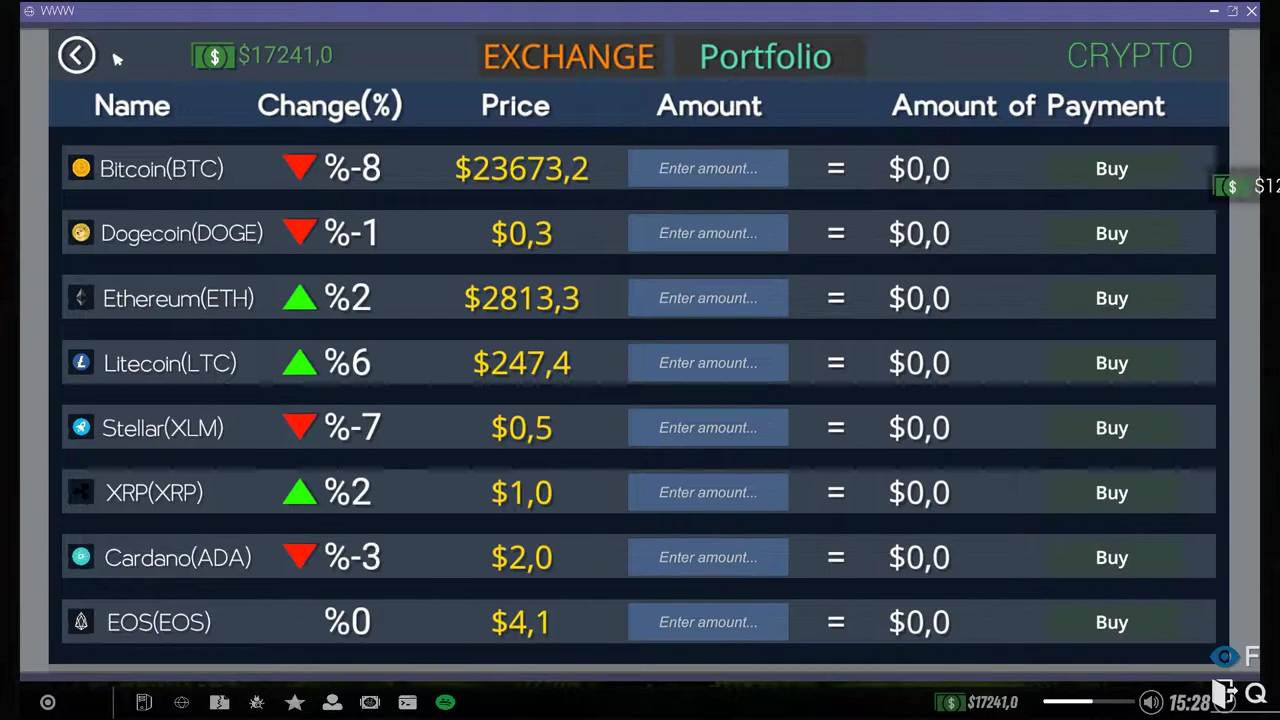 WWW
$17241,0 EXCHANGE Portfolio CRYPTO
Name Change(%) Price Amount Amount of Payment
Bitcoin(BTC) %-8 $23673,2 Enter amount... = $0,0 Buy
$12
Dogecoin(DOGE) %-1 $0,3 Enter amount... = $0,0 Buy
Ethereum(ETH) %2 $2813,3 Enter amount... = $0,0 Buy
Litecoin(LTC) %6 $247,4 Enter amount... = $0,0 Buy
Stellar(XLM) %-7 $0,5 Enter amount... = $0,0 Buy
XRP(XRP) %2 $1,0 Enter amount... = $0,0 Buy
Cardano(ADA) %-3 $2,0 Enter amount... = $0,0 Buy
EOS(EOS) %0 $4,1 Enter amount... = $0,0 Buy
F
$17241,0 15:28 Q